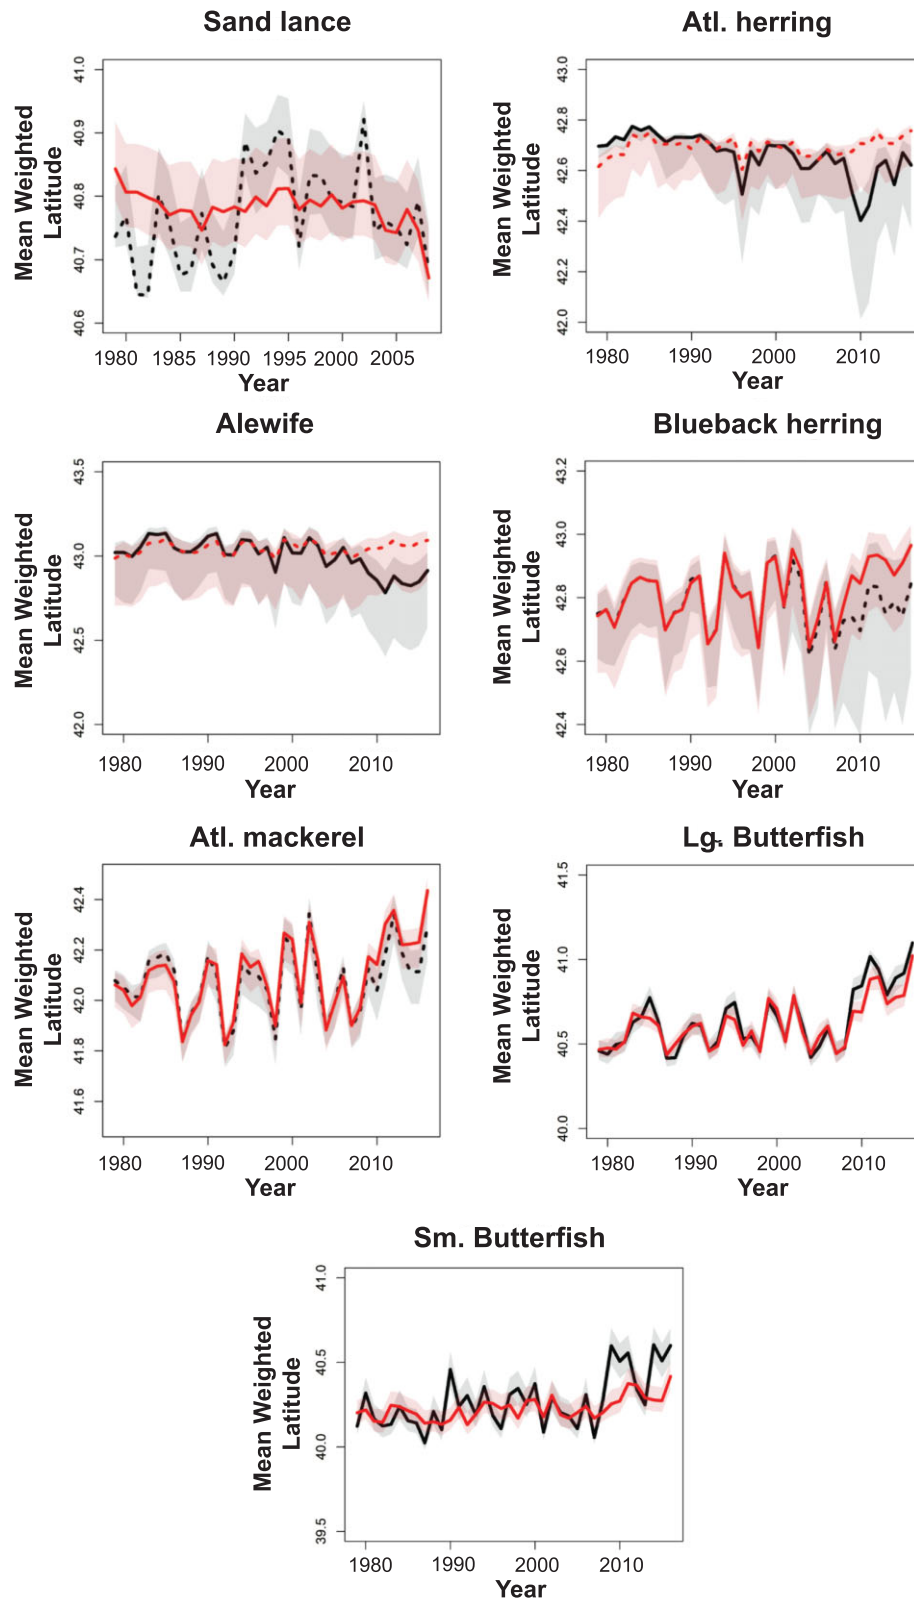 Sand lance
Mean Weighted
Latitude
41.0
40.9
40.8
40.7
40.6
1980 1985 1990 1995 2000 2005
Year
Atl. herring
Mean Weighted
Latitude
43.0
42.8
42.6
42.4
42.2
42.0
1980 1990 2000 2010
Year
Alewife
Mean Weighted
Latitude
43.5
43.0
42.5
42.0
1980 1990 2000 2010
Year
Blueback herring
Mean Weighted
Latitude
43.2
43.0
42.8
42.6
42.4
1980 1990 2000 2010
Year
Atl. mackerel
Mean Weighted
Latitude
42.4
42.2
42.0
41.8
41.6
1980 1990 2000 2010
Year
Lg. Butterfish
Mean Weighted
Latitude
41.5
41.0
40.5
40.0
1980 1990 2000 2010
Year
Sm. Butterfish
Mean Weighted
Latitude
41.0
40.5
40.0
39.5
1980 1990 2000 2010
Year